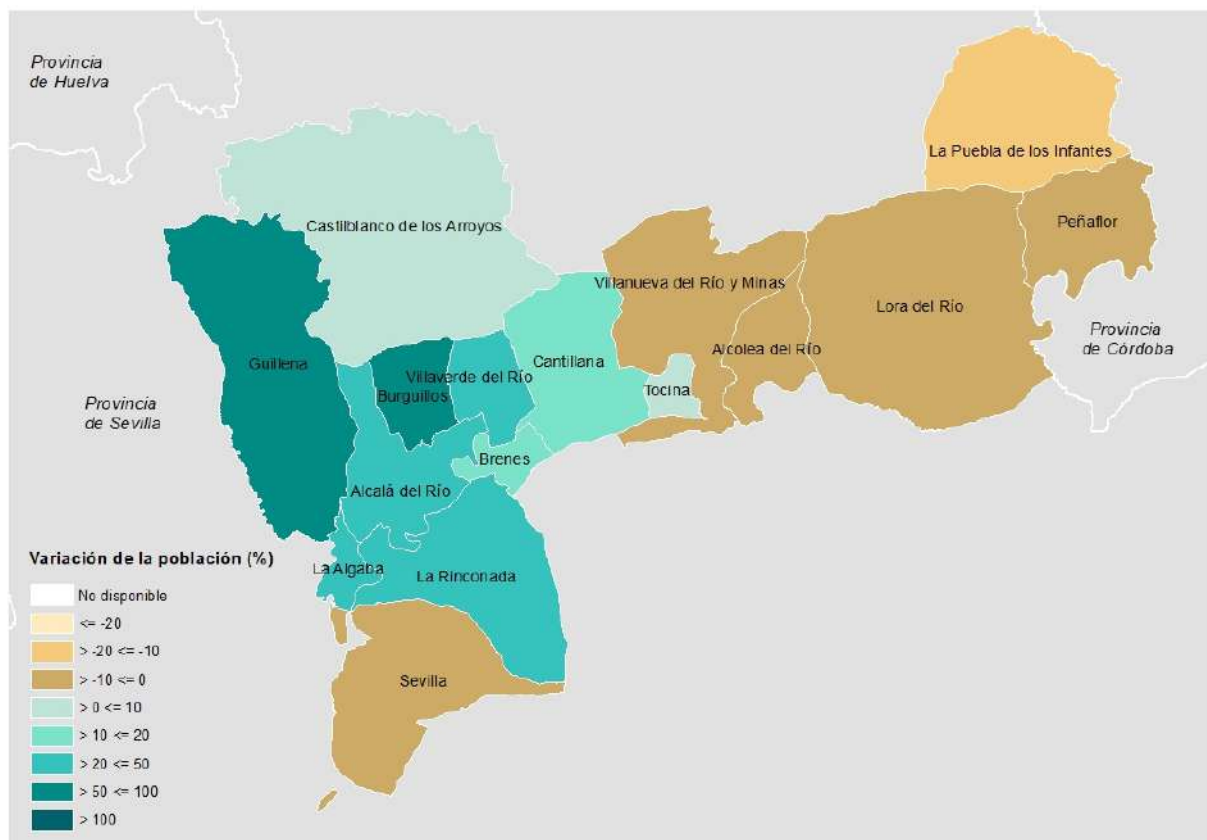 Provincia
de Huelva
La Puebla de los Infantes
Castilblanco de los Arroyos
Peñaflor
Villanueva del Río y Minas
Lora del Río
Provincia
de Córdoba
Alcolea del Río
Guillena
Cantillana
Villaverde del Río
Burguillos
Tocina
Provincia
de Sevilla
Brenes
Alcalá del Río
La Algaba
La Rinconada
Sevilla
Variación de la población (%)
No disponible
<= -20
> -20 <= -10
> -10 <= 0
> 0 <= 10
> 10 <= 20
> 20 <= 50
> 50 <= 100
> 100